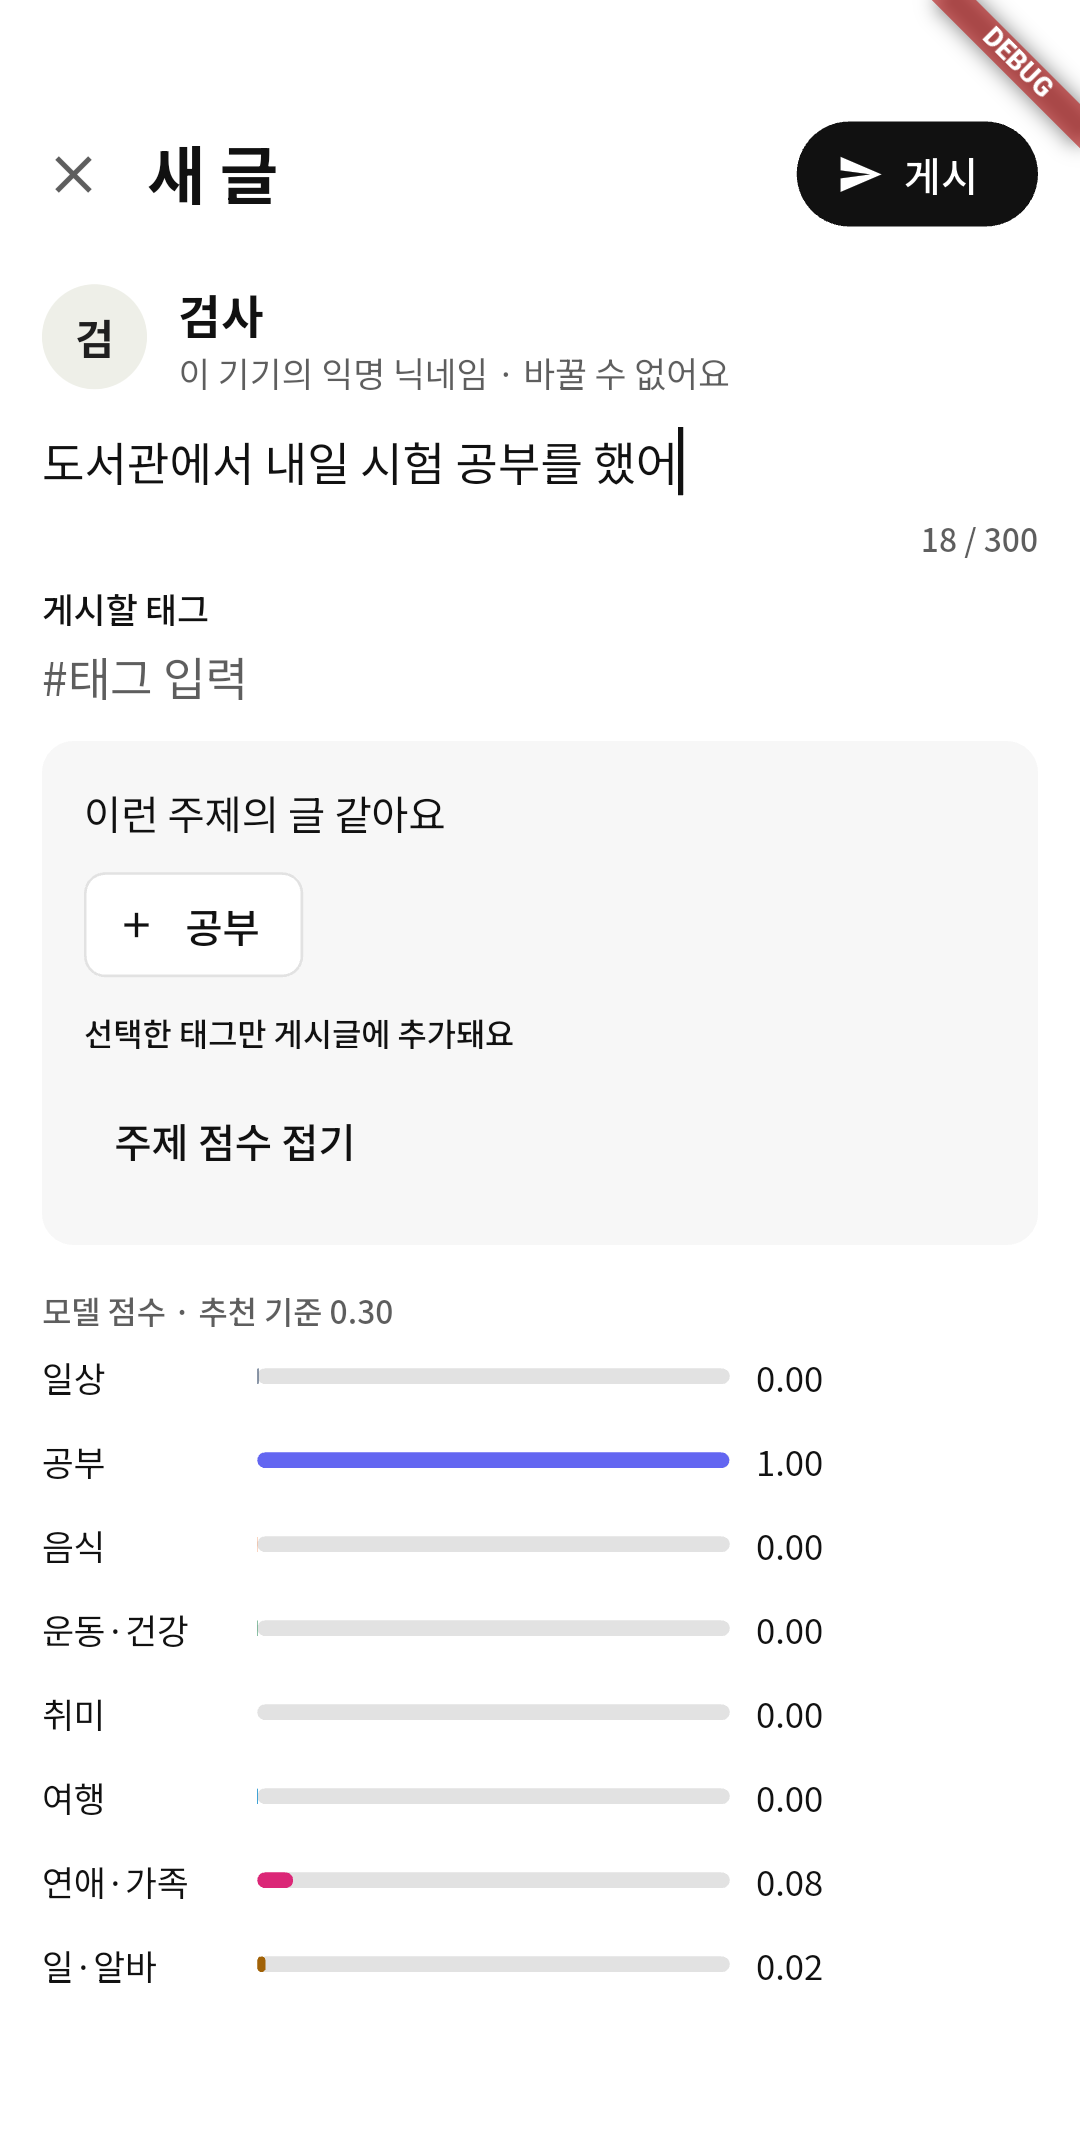 DEBUG
새 글
게시
검
검사
이 기기의 익명 닉네임 · 바꿀 수 없어요
도서관에서 내일 시험 공부를 했어
18 / 300
게시할 태그
#태그 입력
이런 주제의 글 같아요
+ 공부
선택한 태그만 게시글에 추가돼요
주제 점수 접기
모델 점수 · 추천 기준 0.30
일상 0.00
공부 1.00
음식 0.00
운동·건강 0.00
취미 0.00
여행 0.00
연애·가족 0.08
일·알바 0.02